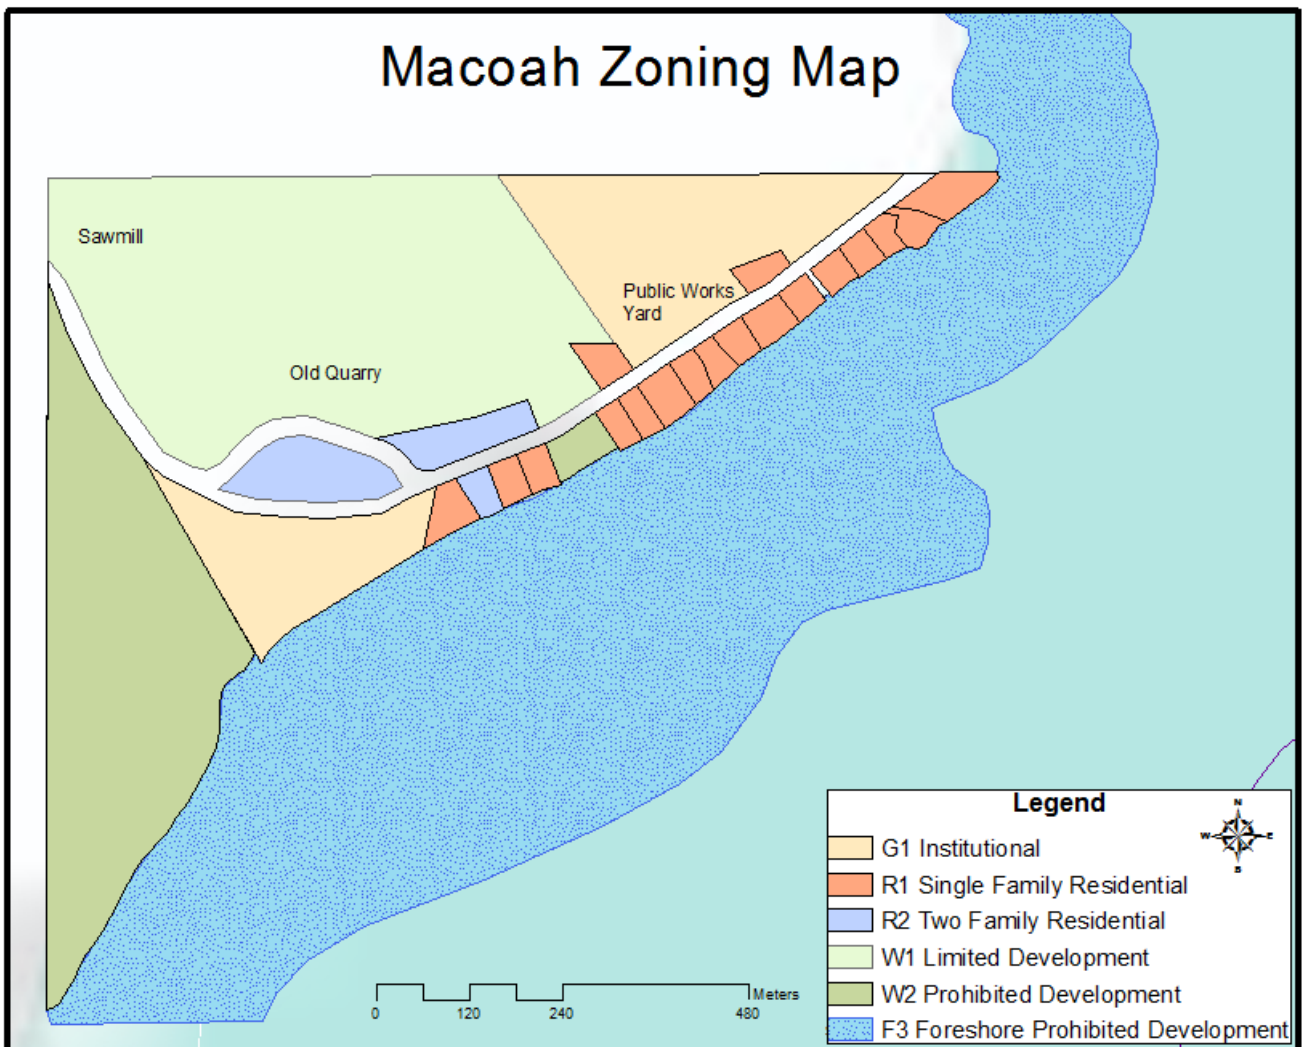 Macoah Zoning Map
Sawmill
Public Works
Yard
Old Quarry
Legend
N
W E
S
G1 Institutional
R1 Single Family Residential
R2 Two Family Residential
W1 Limited Development
W2 Prohibited Development
F3 Foreshore Prohibited Development
Meters
0 120 240 480